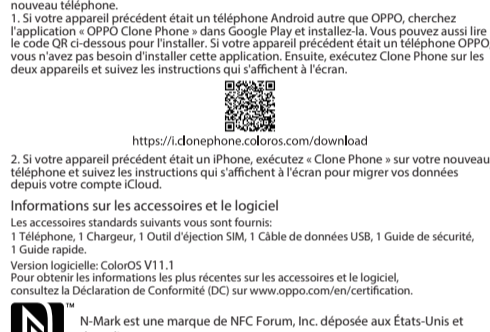 nouveau téléphone.
1. Si votre appareil précédent était un téléphone Android autre que OPPO, cherchez
l'application « OPPO Clone Phone » dans Google Play et installez-la. Vous pouvez aussi lire
le code QR ci-dessous pour l'installer. Si votre appareil précédent était un téléphone OPPO
vous n'avez pas besoin d'installer cette application. Ensuite, exécutez Clone Phone sur les
deux appareils et suivez les instructions qui s'affichent à l'écran.
https://i.clonephone.coloros.com/download
2. Si votre appareil précédent était un iPhone, exécutez « Clone Phone » sur votre nouveau
téléphone et suivez les instructions qui s'affichent à l'écran pour migrer vos données
depuis votre compte iCloud.
Informations sur les accessoires et le logiciel
Les accessoires standards suivants vous sont fournis:
1 Téléphone, 1 Chargeur, 1 Outil d'éjection SIM, 1 Câble de données USB, 1 Guide de sécurité,
1 Guide rapide.
Version logicielle: ColorOS V11.1
Pour obtenir les informations les plus récentes sur les accessoires et le logiciel,
consultez la Déclaration de Conformité (DC) sur www.oppo.com/en/certification.
TM
N-Mark est une marque de NFC Forum, Inc. déposée aux États-Unis et